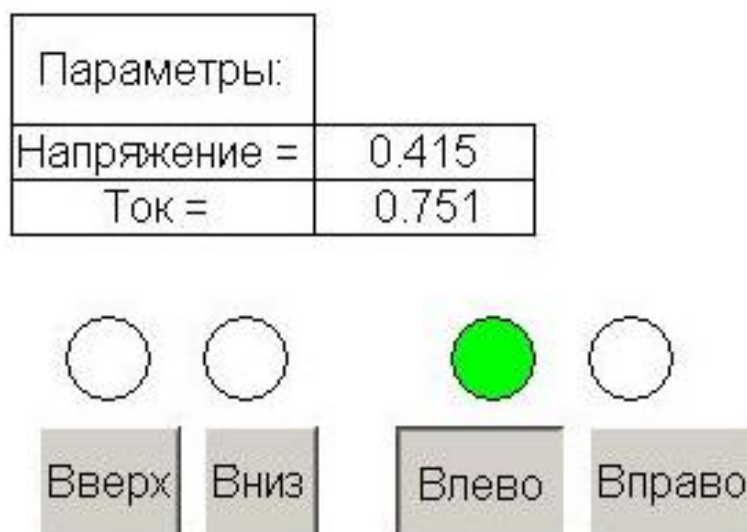 Параметры:
Напряжение = 0.415
Ток = 0.751
Вверх Вниз Влево Вправо